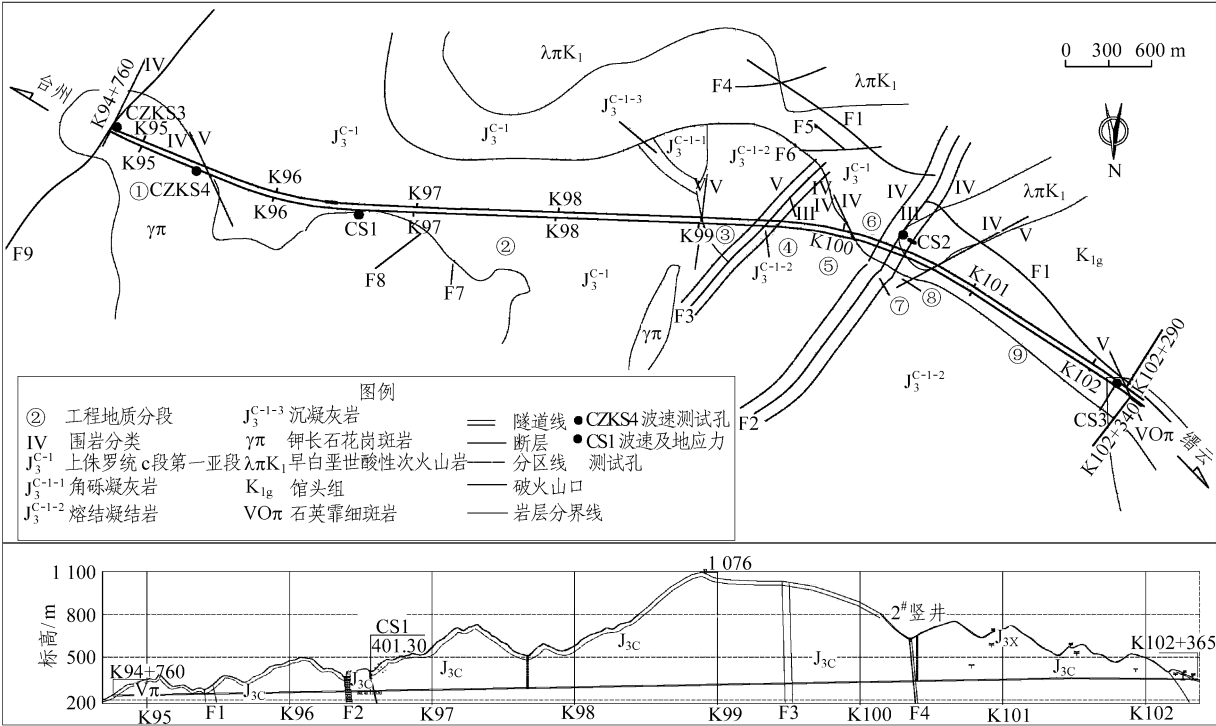 λπK₁
0 300 600 m
台州
K94+760
IV
CZKS3
K95
IV
V
K95
①
CZKS4
γπ
F9
J₃^C-1
J₃^C-1
J₃^C-1-3
F4
λπK₁
F1
F5
F6
J₃^C-1-1
J₃^C-1-2
J₃^C-1
N
K96
K96
K97
K97
K98
K98
CS1
F8
F7
②
J₃^C-1
V
V
K99
③
V
III
IV
IV
IV
④
K100
⑤
⑥
J₃^C-1-2
F3
γπ
IV
IV
III
CS2
λπK₁
IV
V
K₁g
F1
⑦
⑧
K101
⑨
J₃^C-1-2
F2
V
K102
CS3
K102+290
K102+340
VOπ
缙云
图例
② 工程地质分段
J₃^C-1-3 沉凝灰岩
隧道线
CZKS4 波速测试孔
IV 围岩分类
γπ 钾长石花岗斑岩
断层
CS1 波速及地应力
测试孔
J₃^C-1 上侏罗统c段第一亚段
λπK₁ 早白垩世酸性次火山岩
分区线
J₃^C-1-1 角砾凝灰岩
K₁g 馆头组
破火山口
J₃^C-1-2 熔结凝结岩
VOπ 石英霏细斑岩
岩层分界线
标高/m
1 100
800
500
200
1 076
2#竖井
CS1
401.30
K94+760
K102+365
Vπ
J₃C
J₃C
J₃C
J₃C
J₃C
J₃X
J₃C
K95
F1
K96
F2
K97
K98
K99
F3
K100
F4
K101
K102